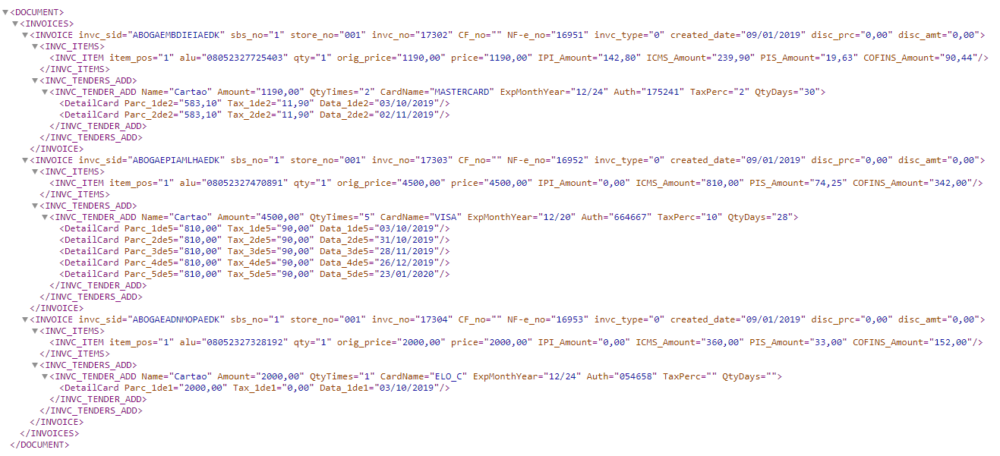 <DOCUMENT>
<INVOICES>
<INVOICE invc_sid="ABOGAEMBDIEIAEDK" sbs_no="1" store_no="001" invc_no="17302" CF_no="" NF-e_no="16951" invc_type="0" created_date="09/01/2019" disc_prc="0,00" disc_amt="0,00">
<INVC_ITEMS>
<INVC_ITEM item_pos="1" alu="08052327725403" qty="1" orig_price="1190,00" price="1190,00" IPI_Amount="142,80" ICMS_Amount="239,90" PIS_Amount="19,63" COFINS_Amount="90,44"/>
</INVC_ITEMS>
<INVC_TENDERS_ADD>
<INVC_TENDER_ADD Name="Cartao" Amount="1190,00" QtyTimes="2" CardName="MASTERCARD" ExpMonthYear="12/24" Auth="175241" TaxPerc="2" QtyDays="30">
<DetailCard Parc_1de2="583,10" Tax_1de2="11,90" Data_1de2="03/10/2019"/>
<DetailCard Parc_2de2="583,10" Tax_2de2="11,90" Data_2de2="02/11/2019"/>
</INVC_TENDER_ADD>
</INVC_TENDERS_ADD>
</INVOICE>
<INVOICE invc_sid="ABOGAEPIAMLHAEDK" sbs_no="1" store_no="001" invc_no="17303" CF_no="" NF-e_no="16952" invc_type="0" created_date="09/01/2019" disc_prc="0,00" disc_amt="0,00">
<INVC_ITEMS>
<INVC_ITEM item_pos="1" alu="08052327470891" qty="1" orig_price="4500,00" price="4500,00" IPI_Amount="0,00" ICMS_Amount="810,00" PIS_Amount="74,25" COFINS_Amount="342,00"/>
</INVC_ITEMS>
<INVC_TENDERS_ADD>
<INVC_TENDER_ADD Name="Cartao" Amount="4500,00" QtyTimes="5" CardName="VISA" ExpMonthYear="12/20" Auth="664667" TaxPerc="10" QtyDays="28">
<DetailCard Parc_1de5="810,00" Tax_1de5="90,00" Data_1de5="03/10/2019"/>
<DetailCard Parc_2de5="810,00" Tax_2de5="90,00" Data_2de5="31/10/2019"/>
<DetailCard Parc_3de5="810,00" Tax_3de5="90,00" Data_3de5="28/11/2019"/>
<DetailCard Parc_4de5="810,00" Tax_4de5="90,00" Data_4de5="26/12/2019"/>
<DetailCard Parc_5de5="810,00" Tax_5de5="90,00" Data_5de5="23/01/2020"/>
</INVC_TENDER_ADD>
</INVC_TENDERS_ADD>
</INVOICE>
<INVOICE invc_sid="ABOGAEADNMOPAEDK" sbs_no="1" store_no="001" invc_no="17304" CF_no="" NF-e_no="16953" invc_type="0" created_date="09/01/2019" disc_prc="0,00" disc_amt="0,00">
<INVC_ITEMS>
<INVC_ITEM item_pos="1" alu="08052327328192" qty="1" orig_price="2000,00" price="2000,00" IPI_Amount="0,00" ICMS_Amount="360,00" PIS_Amount="33,00" COFINS_Amount="152,00"/>
</INVC_ITEMS>
<INVC_TENDERS_ADD>
<INVC_TENDER_ADD Name="Cartao" Amount="2000,00" QtyTimes="1" CardName="ELO_C" ExpMonthYear="12/24" Auth="054658" TaxPerc="" QtyDays="">
<DetailCard Parc_1de1="2000,00" Tax_1de1="0,00" Data_1de1="03/10/2019"/>
</INVC_TENDER_ADD>
</INVC_TENDERS_ADD>
</INVOICE>
</INVOICES>
</DOCUMENT>